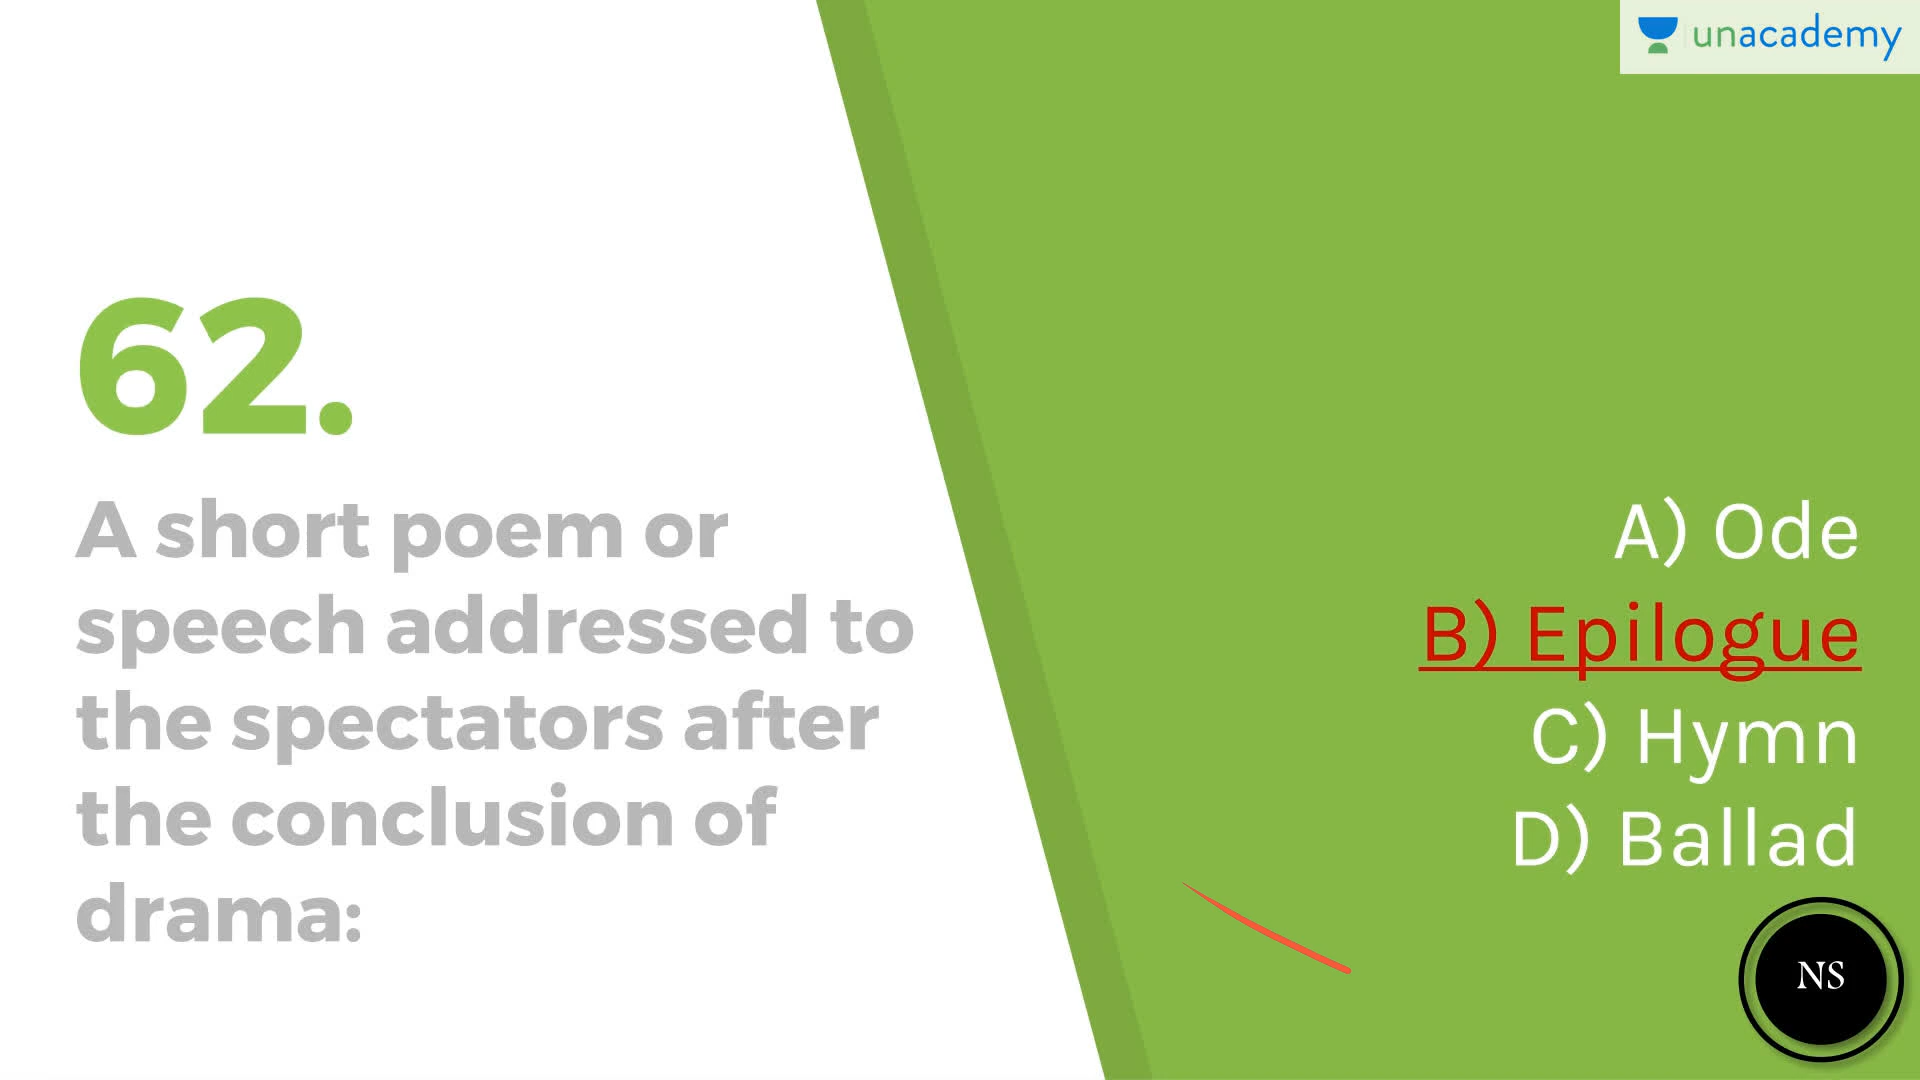 unacademy
62.
A short poem or
speech addressed to
the spectators after
the conclusion of
drama:
A) Ode
B) Epilogue
C) Hymn
D) Ballad
NS